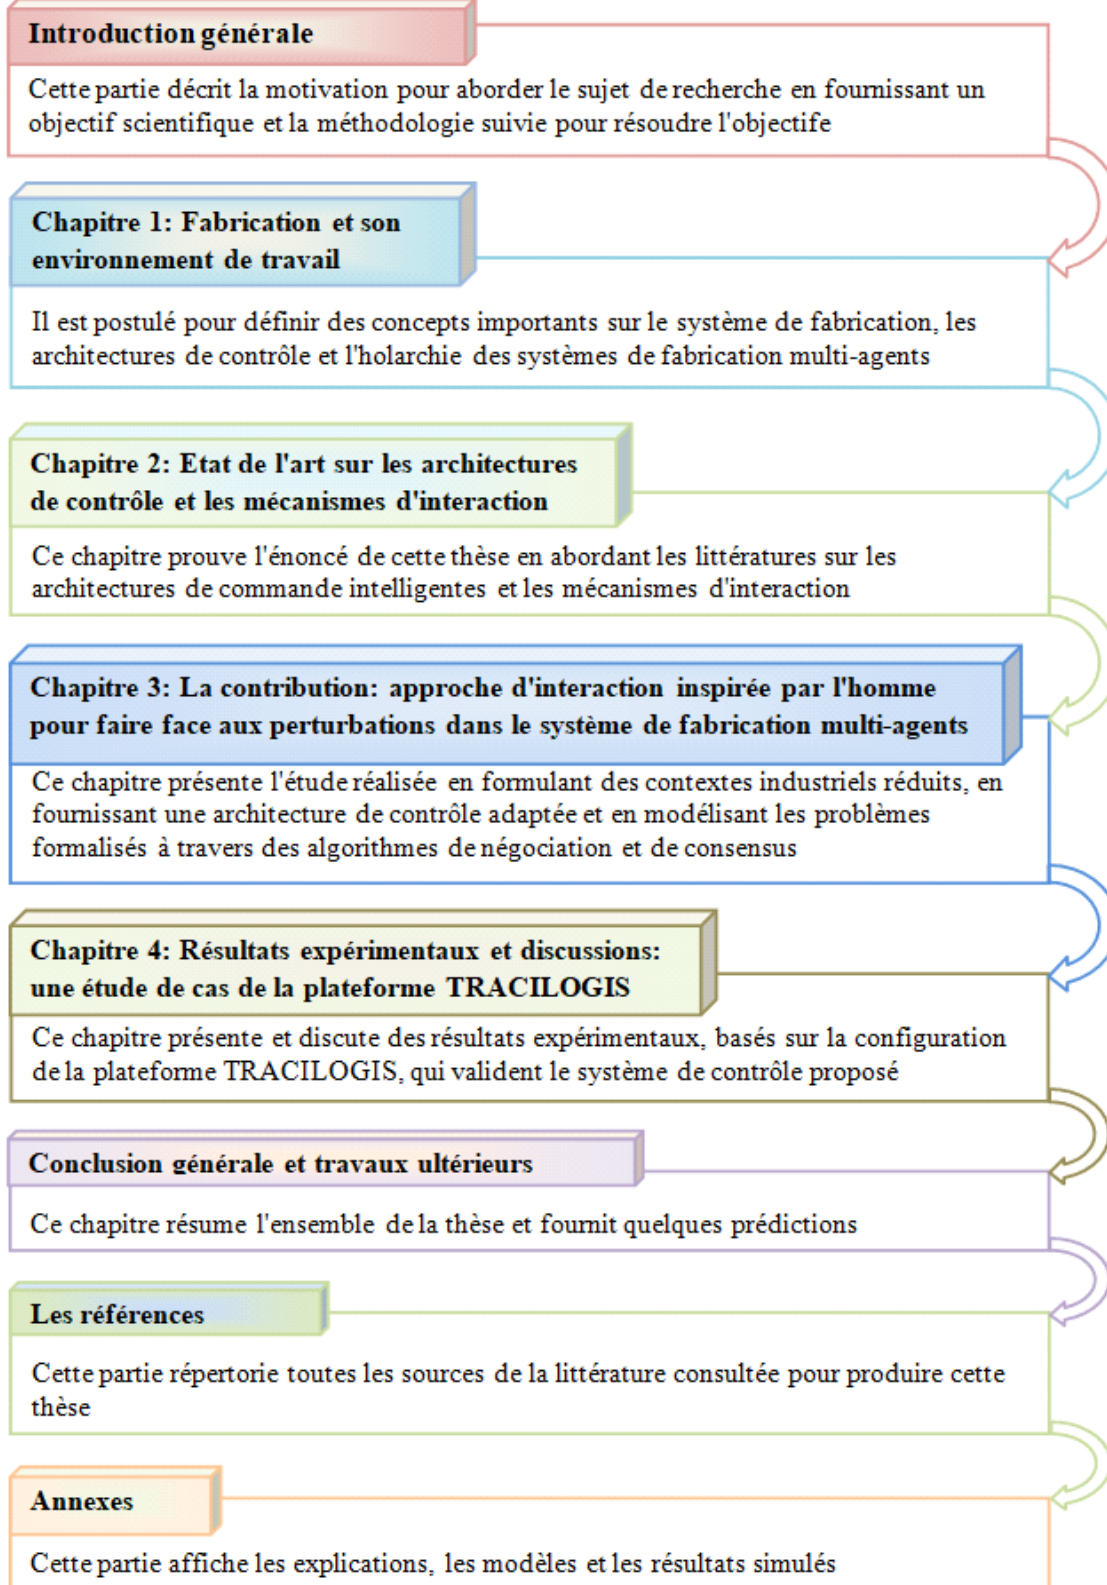 Introduction générale
Cette partie décrit la motivation pour aborder le sujet de recherche en fournissant un
objectif scientifique et la méthodologie suivie pour résoudre l'objectife
Chapitre 1: Fabrication et son
environnement de travail
Il est postulé pour définir des concepts importants sur le système de fabrication, les
architectures de contrôle et l'holarchie des systèmes de fabrication multi-agents
Chapitre 2: Etat de l'art sur les architectures
de contrôle et les mécanismes d'interaction
Ce chapitre prouve l'énoncé de cette thèse en abordant les littératures sur les
architectures de commande intelligentes et les mécanismes d'interaction
Chapitre 3: La contribution: approche d'interaction inspirée par l'homme
pour faire face aux perturbations dans le système de fabrication multi-agents
Ce chapitre présente l'étude réalisée en formulant des contextes industriels réduits, en
fournissant une architecture de contrôle adaptée et en modélisant les problèmes
formalisés à travers des algorithmes de négociation et de consensus
Chapitre 4: Résultats expérimentaux et discussions:
une étude de cas de la plateforme TRACILOGIS
Ce chapitre présente et discute des résultats expérimentaux, basés sur la configuration
de la plateforme TRACILOGIS, qui valident le système de contrôle proposé
Conclusion générale et travaux ultérieurs
Ce chapitre résume l'ensemble de la thèse et fournit quelques prédictions
Les références
Cette partie répertorie toutes les sources de la littérature consultée pour produire cette
thèse
Annexes
Cette partie affiche les explications, les modèles et les résultats simulés